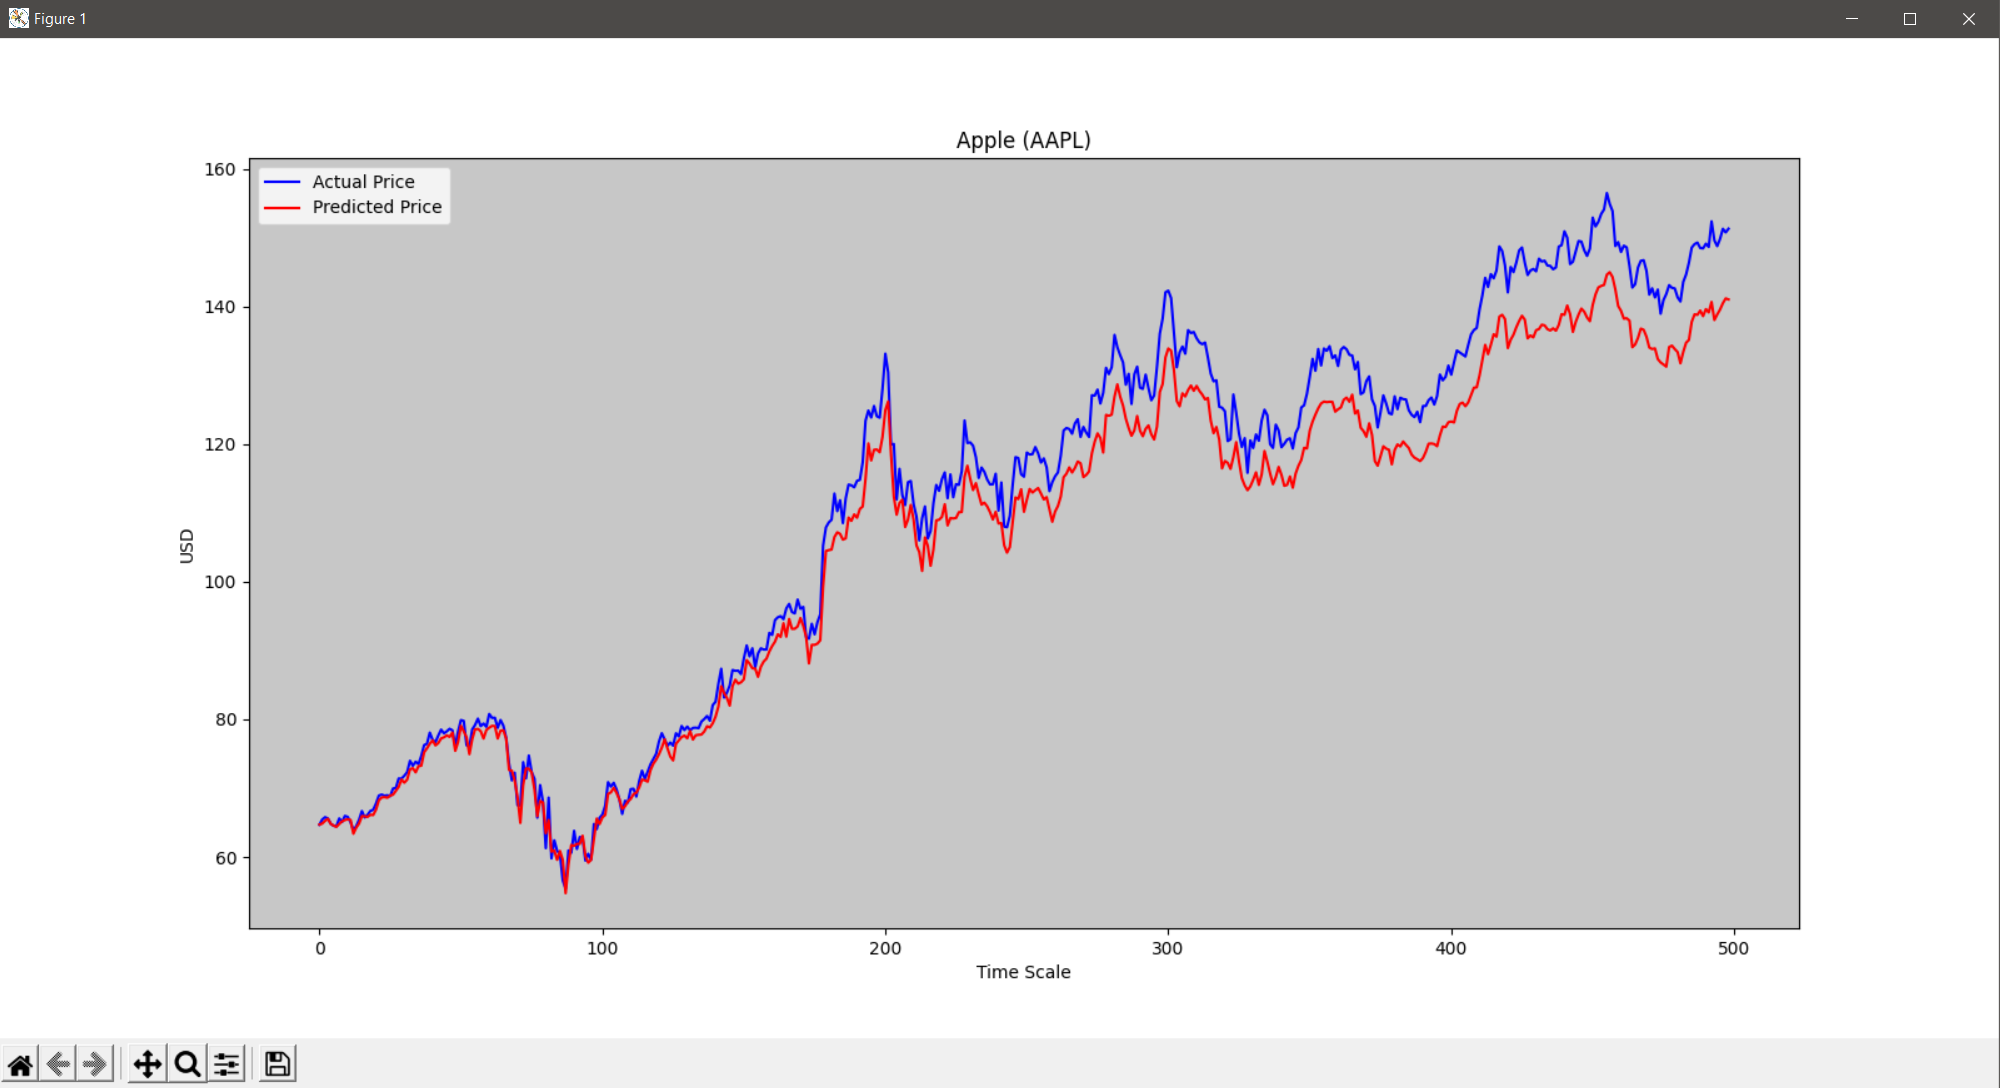 Figure 1
Apple (AAPL)
Actual Price
Predicted Price
160
140
120
100
80
60
USD
0 100 200 300 400 500
Time Scale